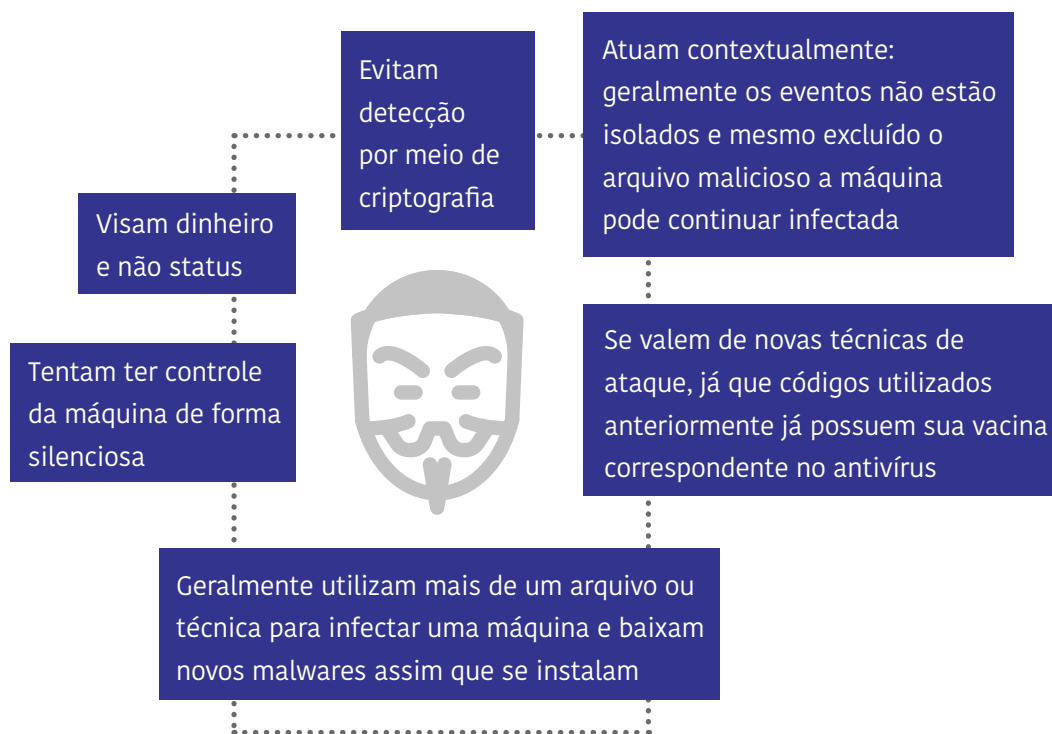 Evitam
detecção
por meio de
criptografia
Atuam contextualmente:
geralmente os eventos não estão
isolados e mesmo excluído o
arquivo malicioso a máquina
pode continuar infectada
Visam dinheiro
e não status
Se valem de novas técnicas de
ataque, já que códigos utilizados
anteriormente já possuem sua vacina
correspondente no antivírus
Tentam ter controle
da máquina de forma
silenciosa
Geralmente utilizam mais de um arquivo ou
técnica para infectar uma máquina e baixam
novos malwares assim que se instalam